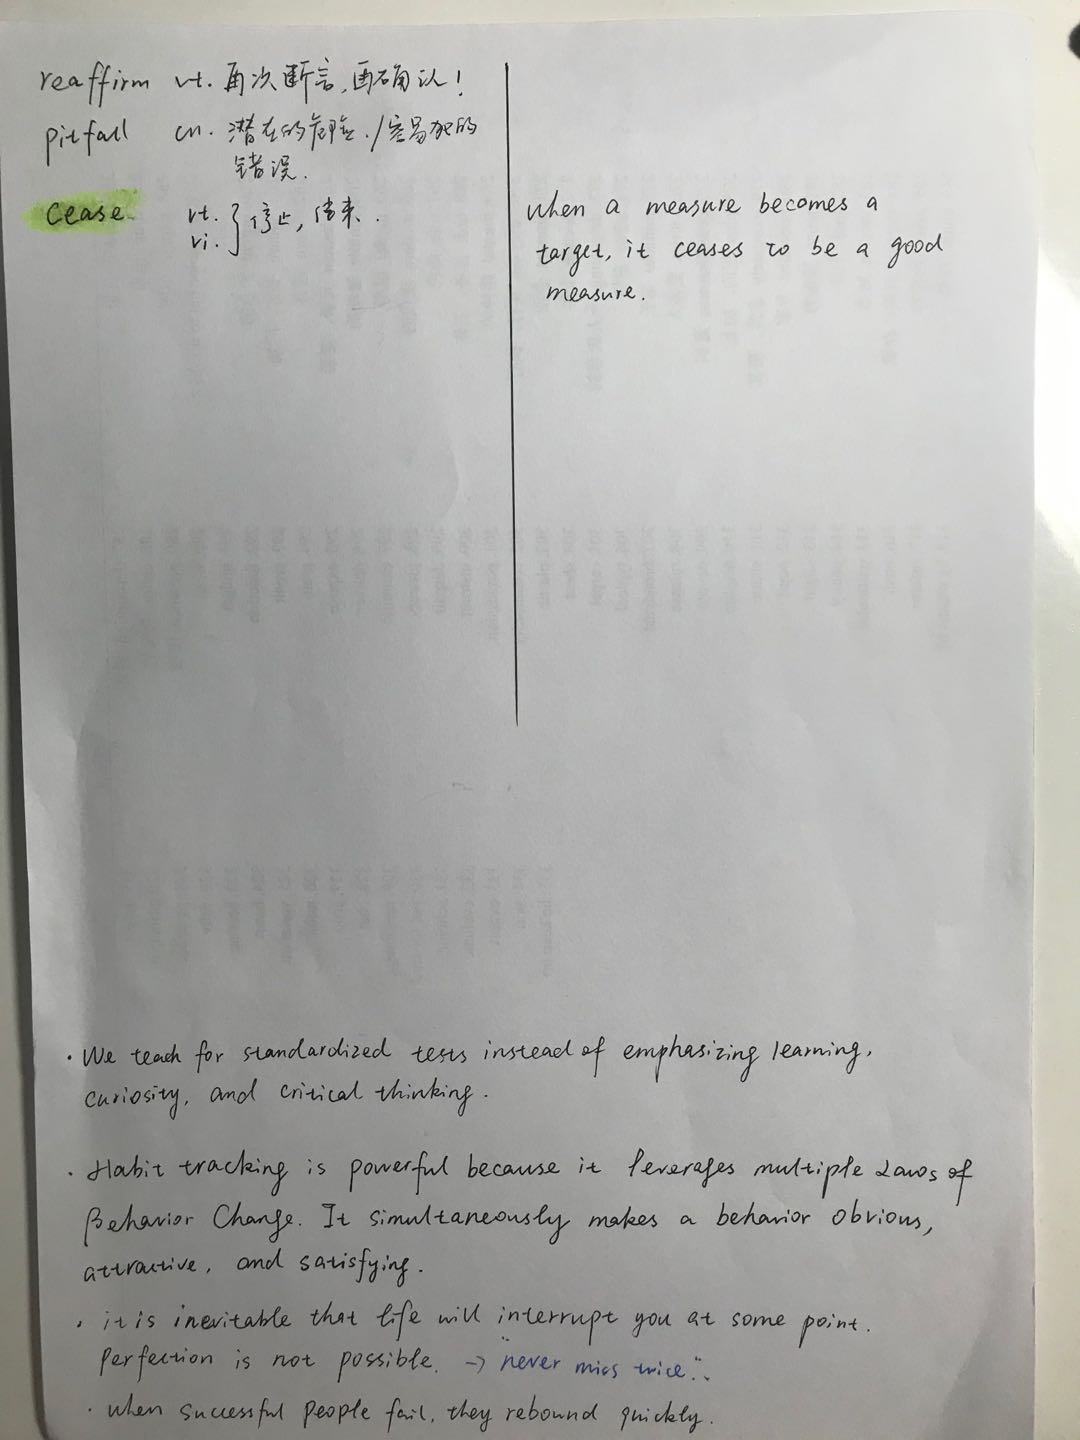 reaffirm vt. 再次断言,再确认!
pitfall cn. 潜在的危险./容易犯的
错误.
cease vt.
vi. } 停止, 结束.
when a measure becomes a
target, it ceases to be a good
measure.
· We teach for standardized tests instead of emphasizing learning,
curiosity, and critical thinking.
· Habit tracking is powerful because it leverages multiple Laws of
Behavior Change. It simultaneously makes a behavior obvious,
attractive, and satisfying.
· it is inevitable that life will interrupt you at some point.
Perfection is not possible. → "never miss twice".
· when successful people fail, they rebound quickly.